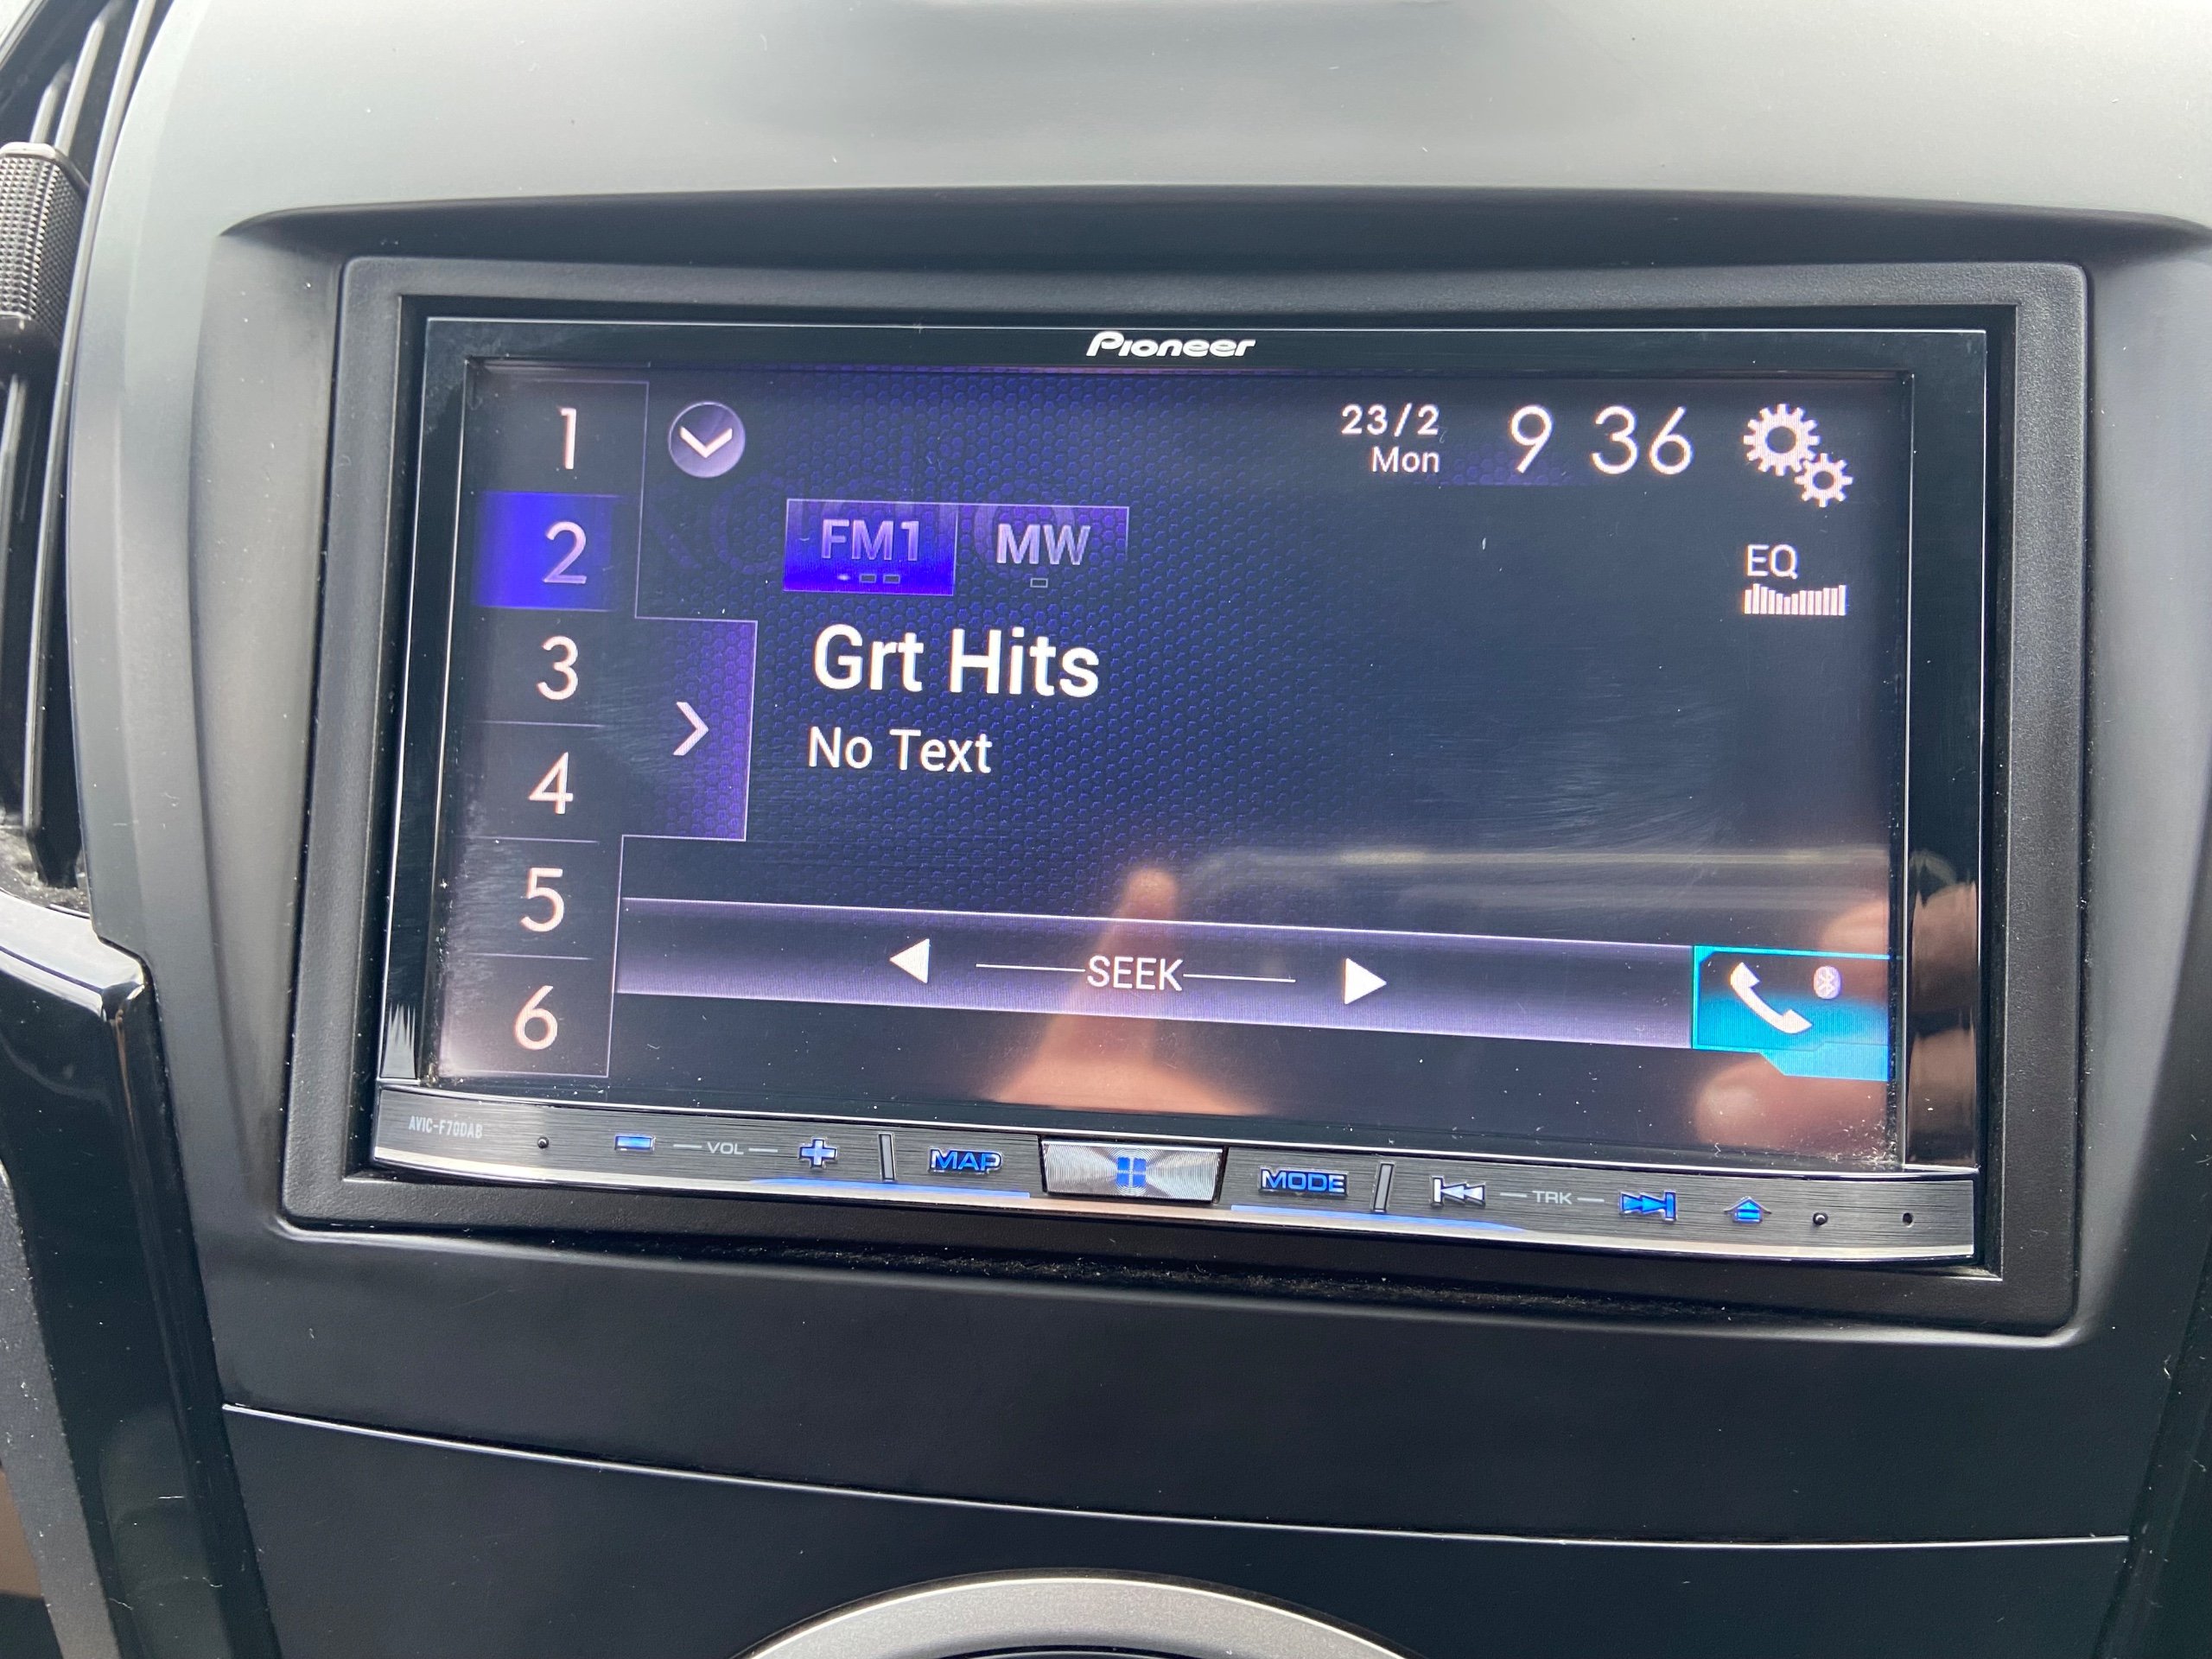 Pioneer
1
2
3
4
5
6
23/2
Mon
9 36
FM1
MW
EQ
Grt Hits
No Text
SEEK
AVIC-F70DAB
VOL
MAP
MODE
TRK